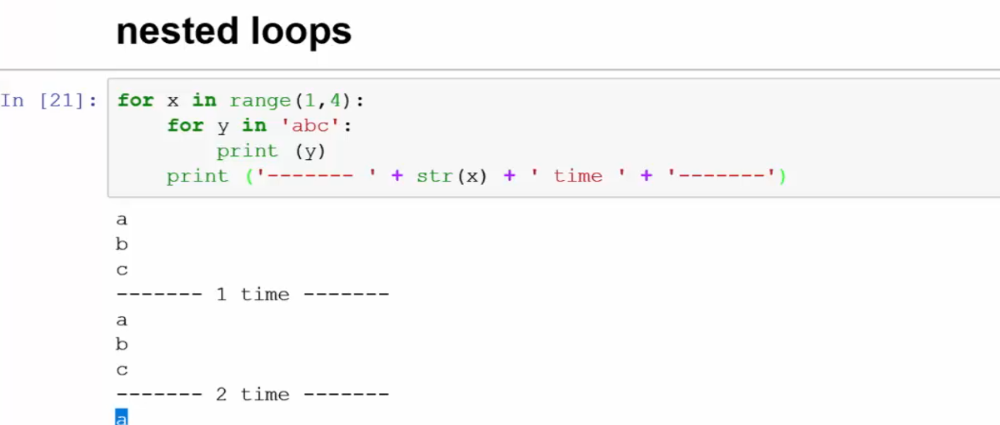 nested loops
In [21]: for x in range(1,4):
    for y in 'abc':
        print (y)
    print ('------- ' + str(x) + ' time ' + '-------')
a
b
c
------- 1 time -------
a
b
c
------- 2 time -------
a